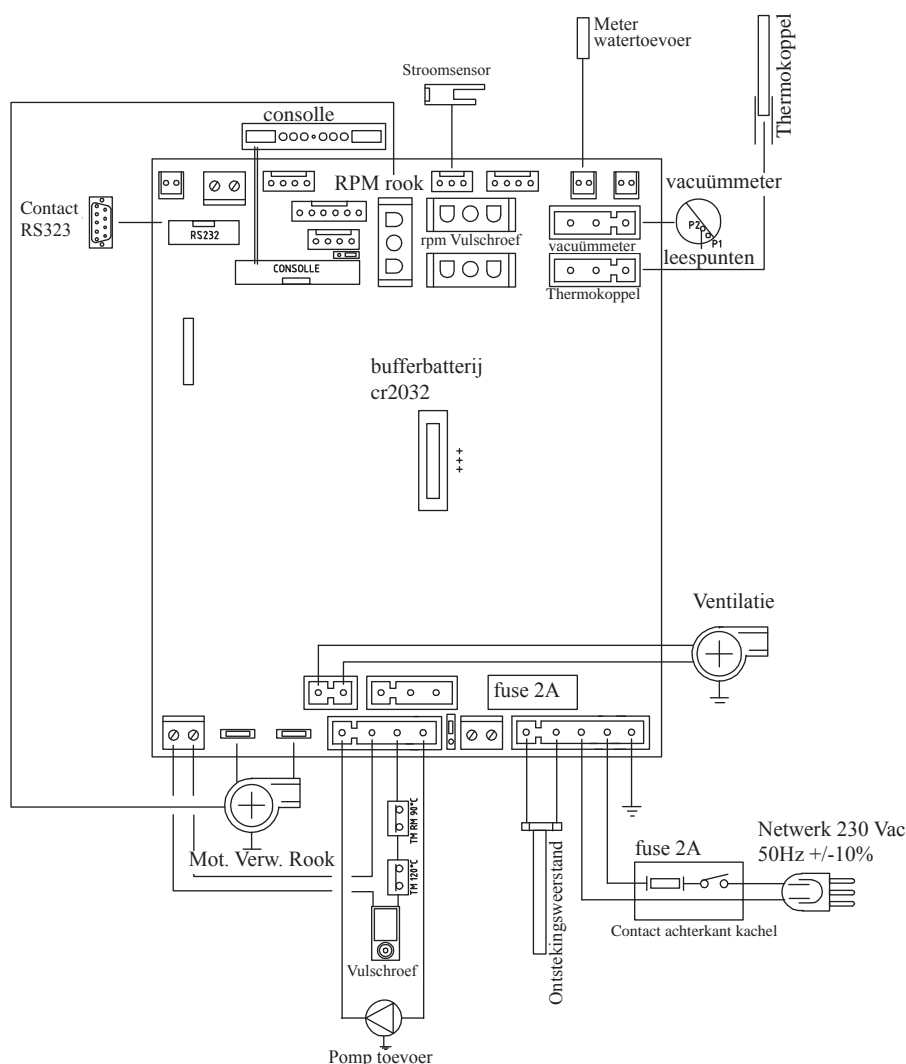 Meter
watertoevoer
Stroomsensor
Thermokoppel
consolle
RPM rook
vacuümmeter
Contact
RS323
RS232
rpm Vulschroef
vacuümmeter
P2
P1
leespunten
CONSOLLE
Thermokoppel
bufferbatterij
cr2032
+++
Ventilatie
fuse 2A
TM RM 90°C
Mot. Verw. Rook
TM 120°C
Netwerk 230 Vac
50Hz +/-10%
fuse 2A
Ontstekingsweerstand
Contact achterkant kachel
Vulschroef
Pomp toevoer